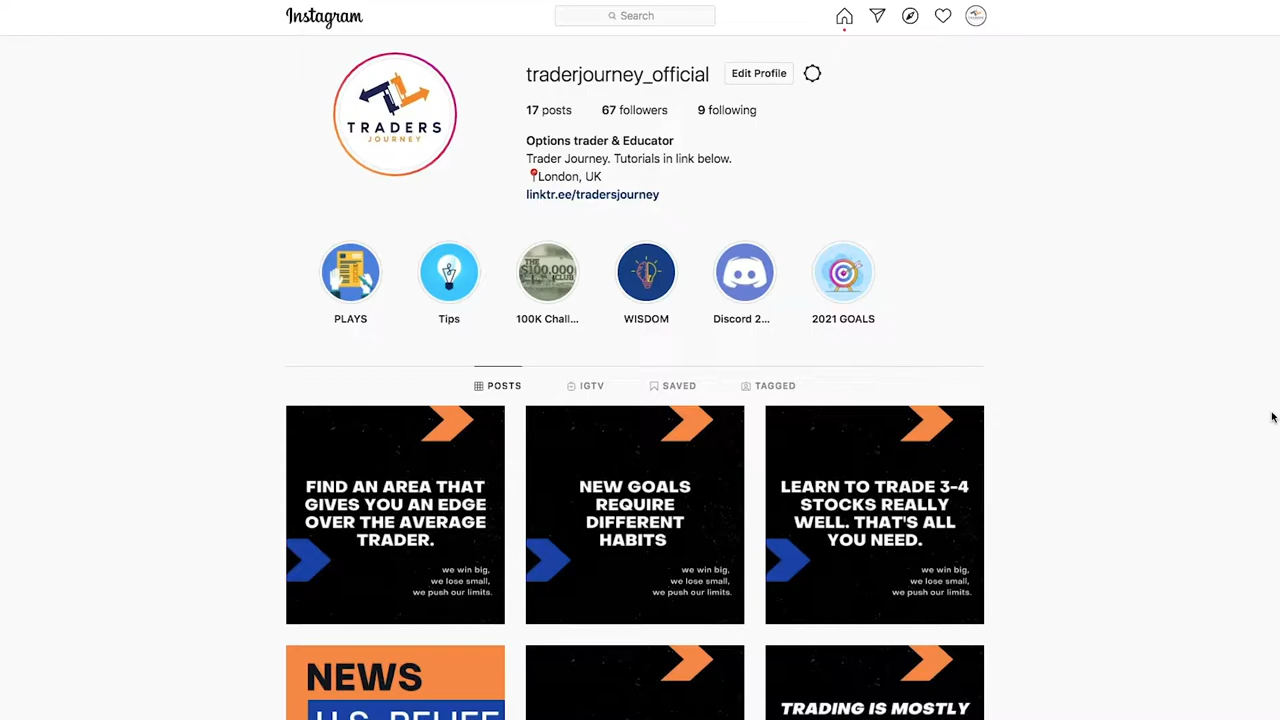 Instagram
Search
traderjourney_official
Edit Profile
17 posts
67 followers
9 following
TRADERS
JOURNEY
Options trader & Educator
Trader Journey. Tutorials in link below.
London, UK
linktr.ee/tradersjourney
THE
$100,000
CLUB
PLAYS
Tips
100K Chall...
WISDOM
Discord 2...
2021 GOALS
POSTS
IGTV
SAVED
TAGGED
FIND AN AREA THAT
GIVES YOU AN EDGE
OVER THE AVERAGE
TRADER.
we win big,
we lose small,
we push our limits.
NEW GOALS
REQUIRE
DIFFERENT
HABITS
we win big,
we lose small,
we push our limits.
LEARN TO TRADE 3-4
STOCKS REALLY
WELL. THAT'S ALL
YOU NEED.
we win big,
we lose small,
we push our limits.
NEWS
U.S. RELIEF
TRADING IS MOSTLY